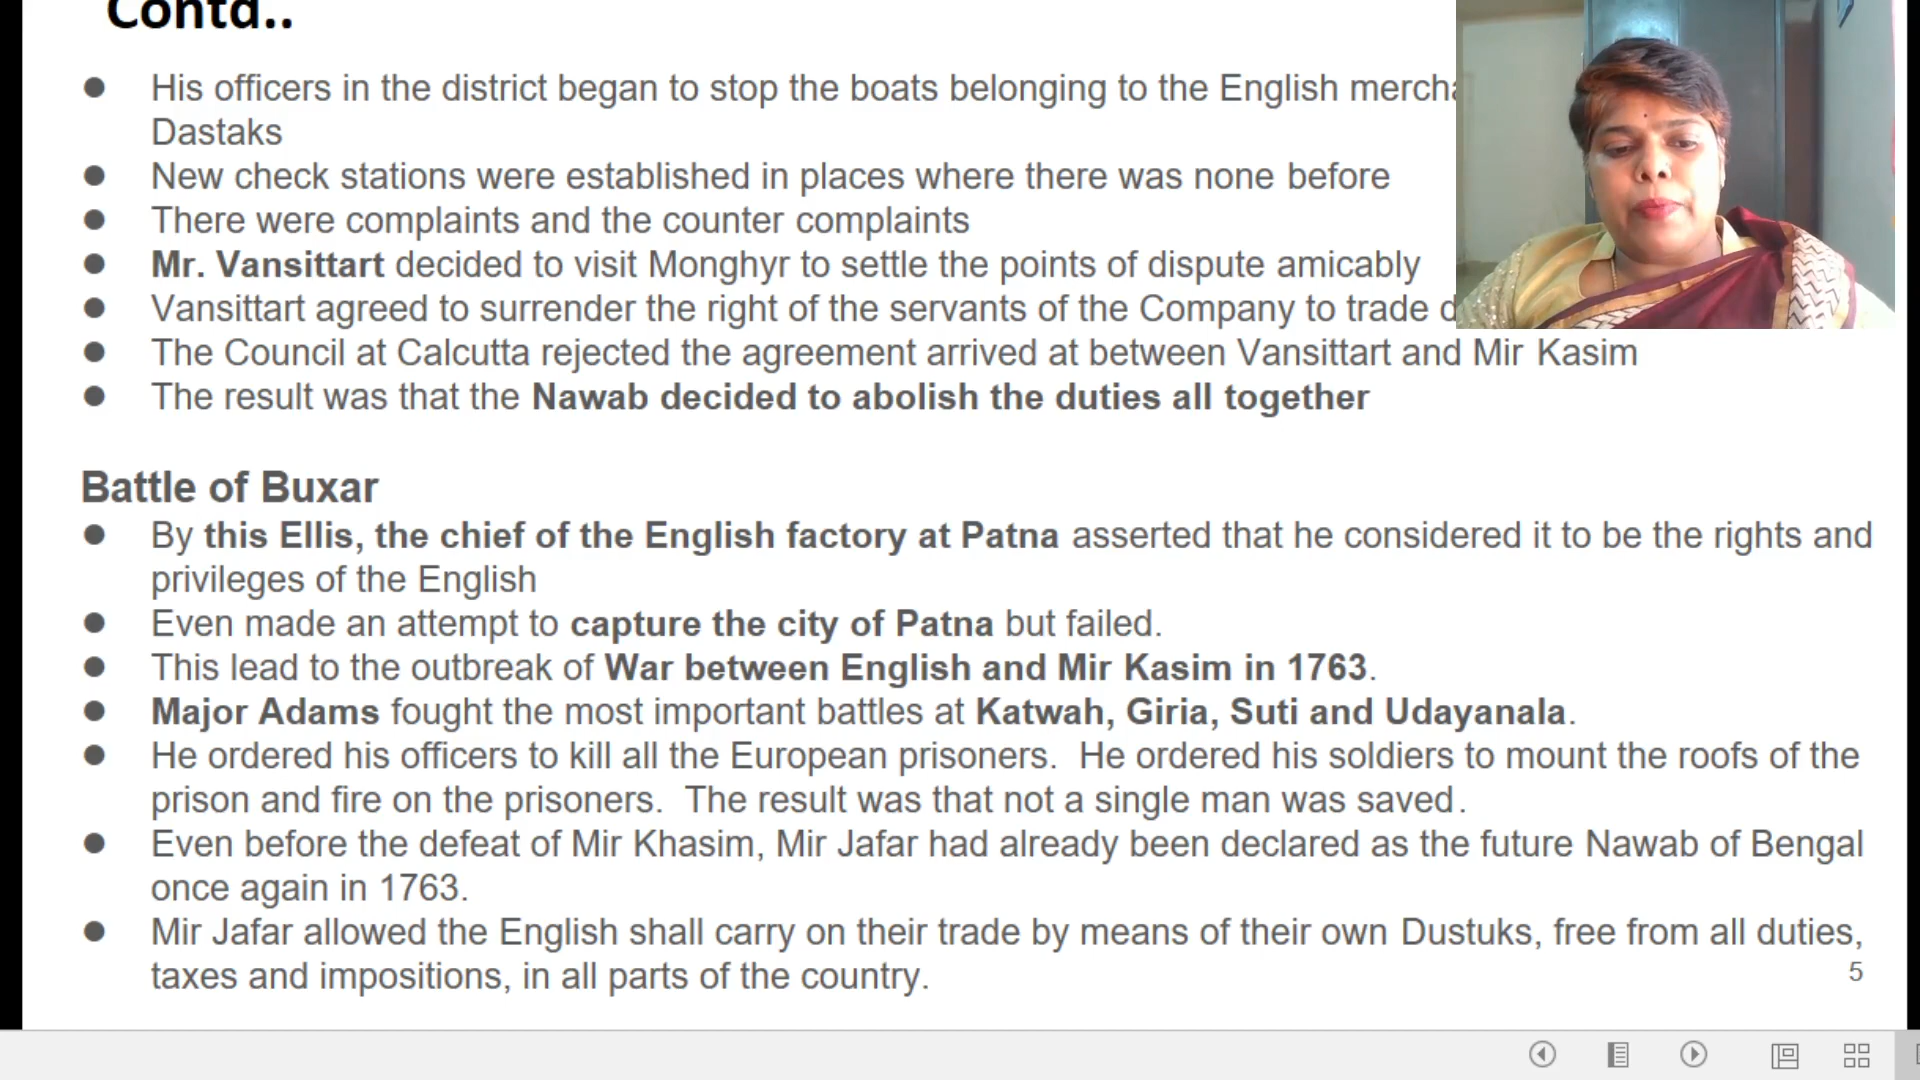 Contd..
His officers in the district began to stop the boats belonging to the English
Dastaks
New check stations were established in places where there was none before
There were complaints and the counter complaints
Mr. Vansittart decided to visit Monghyr to settle the points of dispute amicably
Vansittart agreed to surrender the right of the servants of the Company to trade
The Council at Calcutta rejected the agreement arrived at between Vansittart and Mir Kasim
The result was that the Nawab decided to abolish the duties all together
Battle of Buxar
By this Ellis, the chief of the English factory at Patna asserted that he considered it to be the rights and
privileges of the English
Even made an attempt to capture the city of Patna but failed.
This lead to the outbreak of War between English and Mir Kasim in 1763.
Major Adams fought the most important battles at Katwah, Giria, Suti and Udayanala.
He ordered his officers to kill all the European prisoners. He ordered his soldiers to mount the roofs of the
prison and fire on the prisoners. The result was that not a single man was saved.
Even before the defeat of Mir Khasim, Mir Jafar had already been declared as the future Nawab of Bengal
once again in 1763.
Mir Jafar allowed the English shall carry on their trade by means of their own Dustuks, free from all duties,
taxes and impositions, in all parts of the country.
5